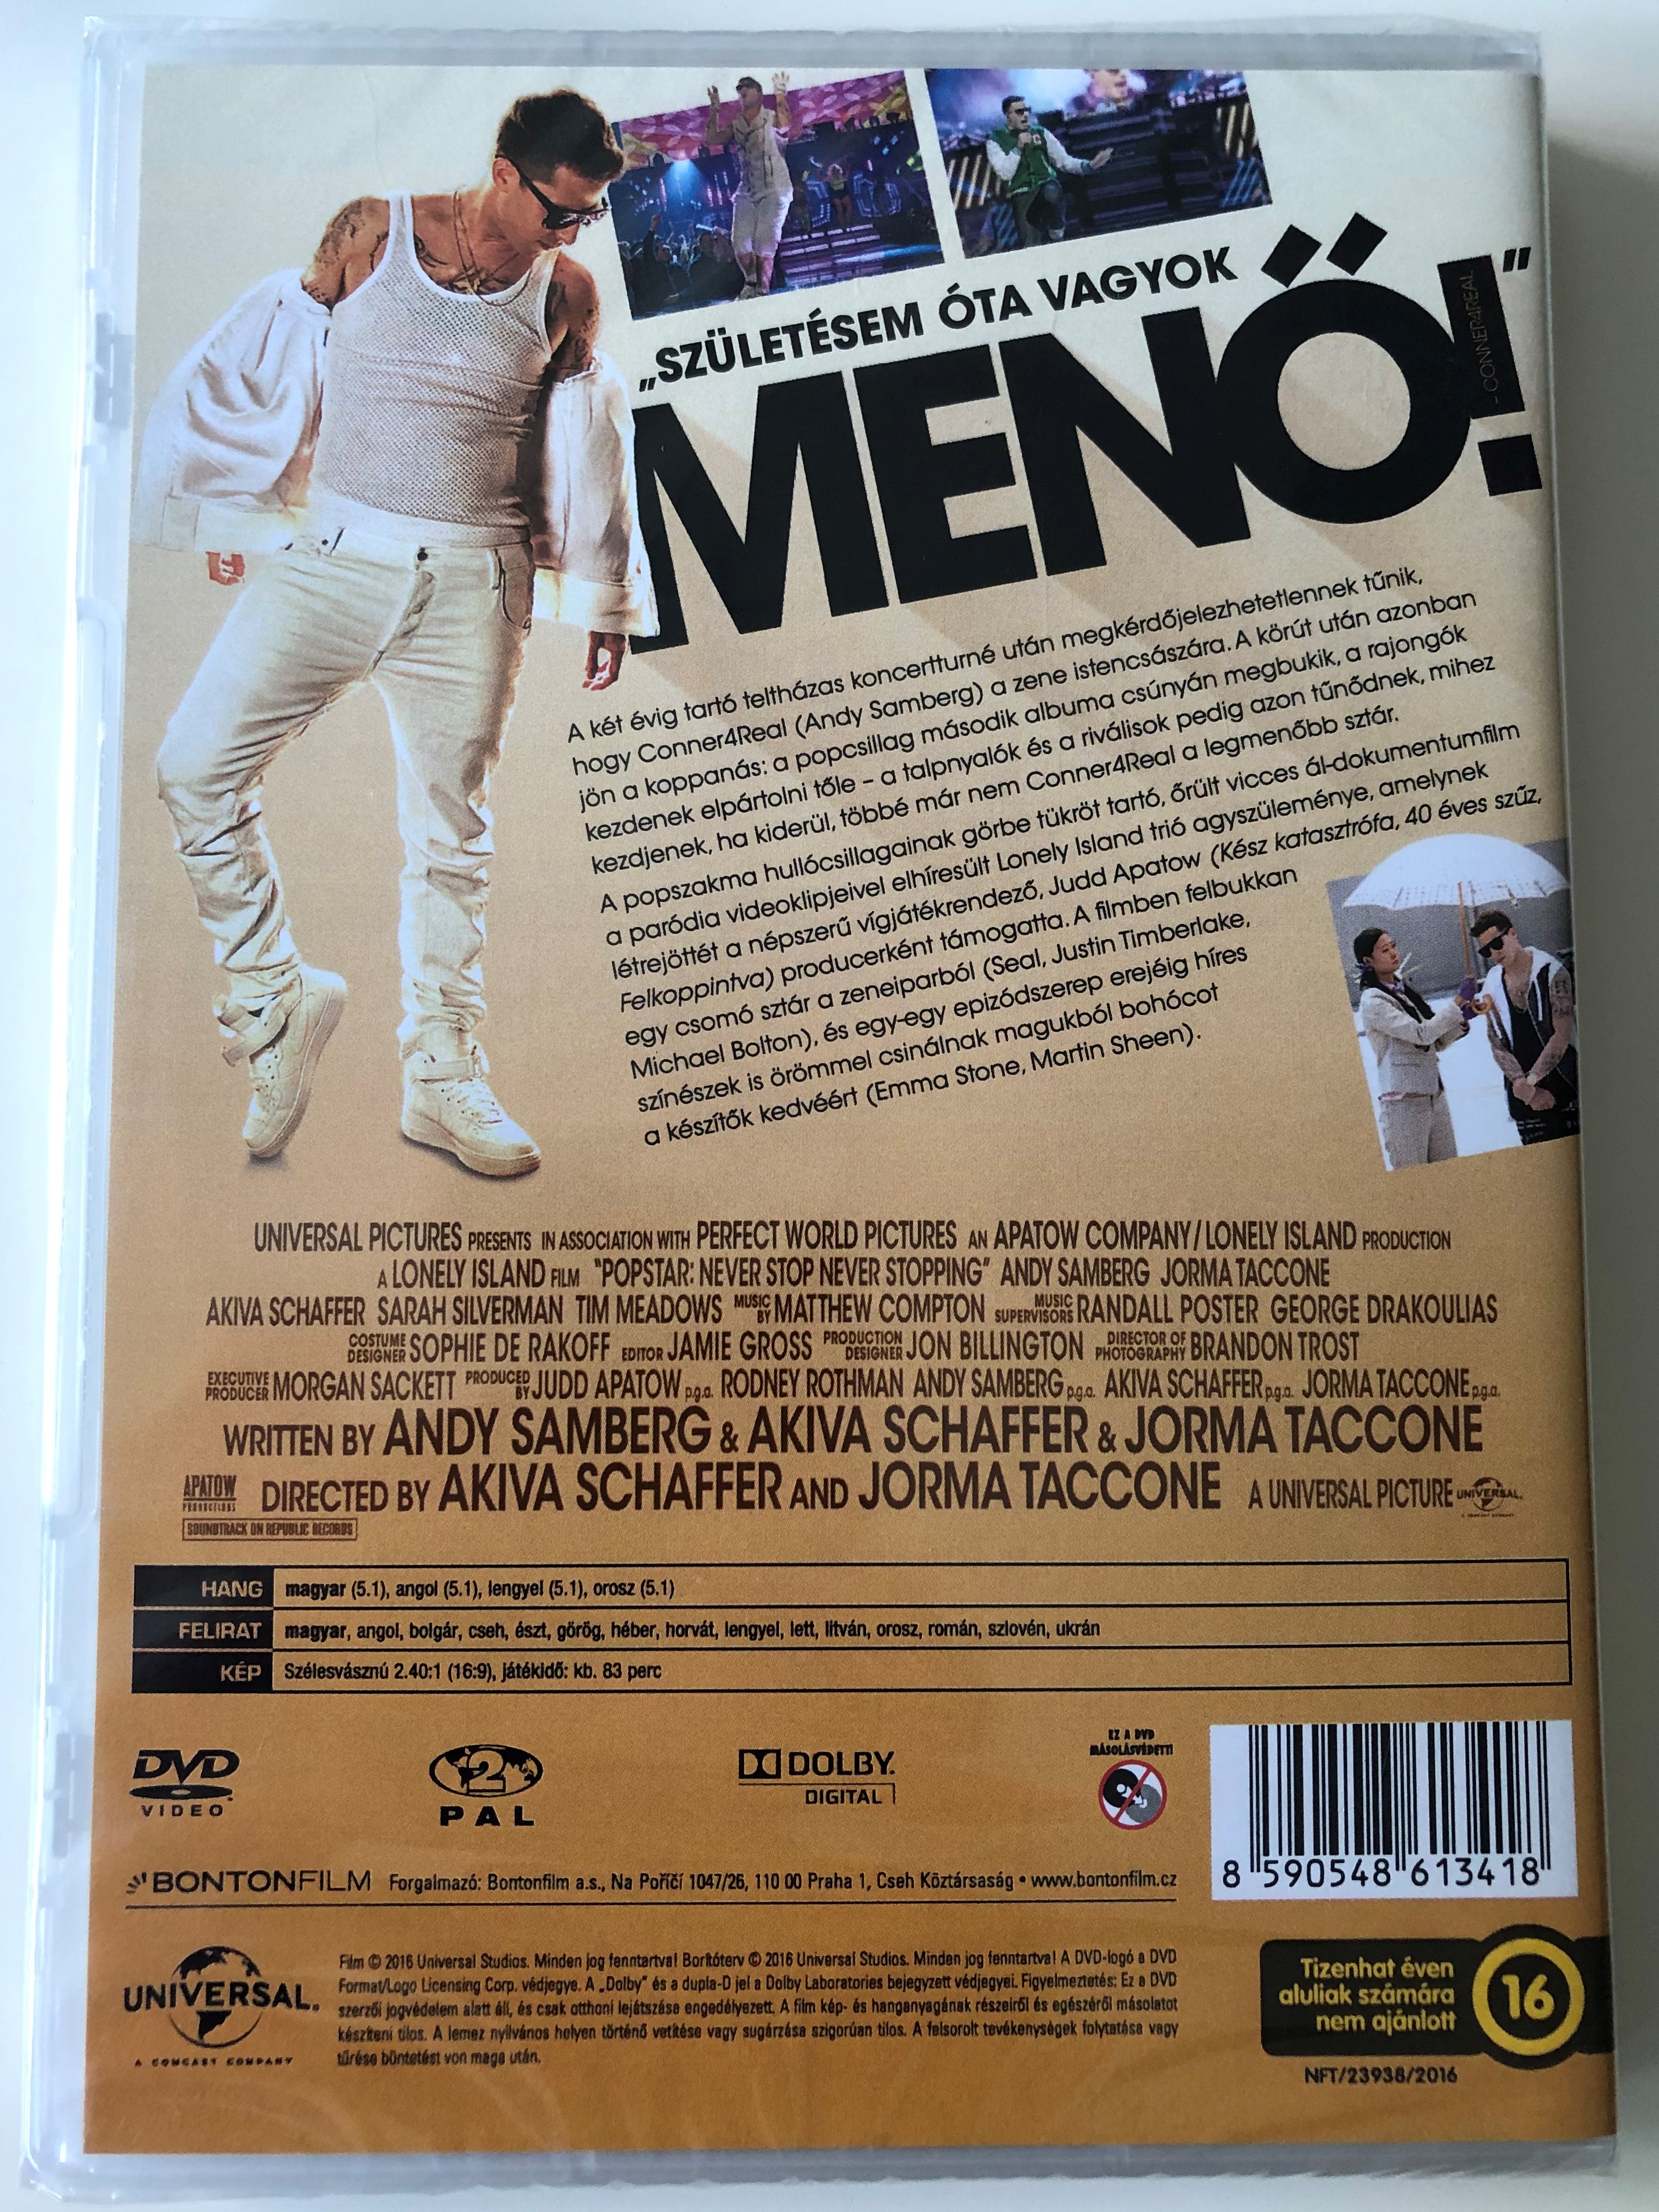 „SZÜLETÉSEM ÓTA VAGYOK
MENŐ!”
- CONNER4REAL
A két évig tartó teltházas koncertturné után megkérdőjelezhetetlennek tűnik,
hogy Conner4Real (Andy Samberg) a zene istencsászára. A körút után azonban
jön a koppanás: a popcsillag második albuma csúnyán megbukik, a rajongók
kezdenek elpártolni tőle – a talpnyalók és a riválisok pedig azon tűnődnek, mihez
kezdjenek, ha kiderül, többé már nem Conner4Real a legmenőbb sztár.
A popszakma hullócsillagainak görbe tükröt tartó, őrült vicces ál-dokumentumfilm
a paródia videoklipjeivel elhíresült Lonely Island trió agyszüleménye, amelynek
létrejöttét a népszerű vígjátékrendező, Judd Apatow (Kész katasztrófa, 40 éves szűz,
Felkoppintva) producerként támogatta. A filmben felbukkan
egy csomó sztár a zeneiparból (Seal, Justin Timberlake,
Michael Bolton), és egy-egy epizódszerep erejéig híres
színészek is örömmel csinálnak magukból bohócot
a készítők kedvéért (Emma Stone, Martin Sheen).
UNIVERSAL PICTURES PRESENTS IN ASSOCIATION WITH PERFECT WORLD PICTURES AN APATOW COMPANY/LONELY ISLAND PRODUCTION
A LONELY ISLAND FILM "POPSTAR: NEVER STOP NEVER STOPPING" ANDY SAMBERG JORMA TACCONE
AKIVA SCHAFFER SARAH SILVERMAN TIM MEADOWS MUSIC BY MATTHEW COMPTON MUSIC SUPERVISORS RANDALL POSTER GEORGE DRAKOULIAS
COSTUME DESIGNER SOPHIE DE RAKOFF EDITOR JAMIE GROSS PRODUCTION DESIGNER JON BILLINGTON DIRECTOR OF PHOTOGRAPHY BRANDON TROST
EXECUTIVE PRODUCER MORGAN SACKETT PRODUCED BY JUDD APATOW p.g.a. RODNEY ROTHMAN ANDY SAMBERG p.g.a. AKIVA SCHAFFER p.g.a. JORMA TACCONE p.g.a.
WRITTEN BY ANDY SAMBERG & AKIVA SCHAFFER & JORMA TACCONE
APATOW PRODUCTIONS DIRECTED BY AKIVA SCHAFFER AND JORMA TACCONE A UNIVERSAL PICTURE UNIVERSAL
A COMCAST COMPANY
SOUNDTRACK ON REPUBLIC RECORDS
HANG magyar (5.1), angol (5.1), lengyel (5.1), orosz (5.1)
FELIRAT magyar, angol, bolgár, cseh, észt, görög, héber, horvát, lengyel, lett, litván, orosz, román, szlovén, ukrán
KÉP Szélesvásznú 2.40:1 (16:9), játékidő: kb. 83 perc
DVD
VIDEO
2
PAL
DOLBY.
DIGITAL
EZ A DVD
MÁSOLÁSVÉDETT!
8 590548 613418
BONTONFILM Forgalmazó: Bontonfilm a.s., Na Poříčí 1047/26, 110 00 Praha 1, Cseh Köztársaság • www.bontonfilm.cz
UNIVERSAL.
A COMCAST COMPANY
Film © 2016 Universal Studios. Minden jog fenntartva! Borítóterv © 2016 Universal Studios. Minden jog fenntartva! A DVD-logó a DVD
Format/Logo Licensing Corp. védjegye. A „Dolby” és a dupla-D jel a Dolby Laboratories bejegyzett védjegyei. Figyelmeztetés: Ez a DVD
szerzői jogvédelem alatt áll, és csak otthoni lejátszása engedélyezett. A film kép- és hanganyagának részeiről és egészéről másolatot
készíteni tilos. A lemez nyilvános helyen történő vetítése vagy sugárzása szigorúan tilos. A felsorolt tevékenységek folytatása vagy
tűrése büntetést von maga után.
Tizenhat éven
aluliak számára
nem ajánlott
16
NFT/23938/2016